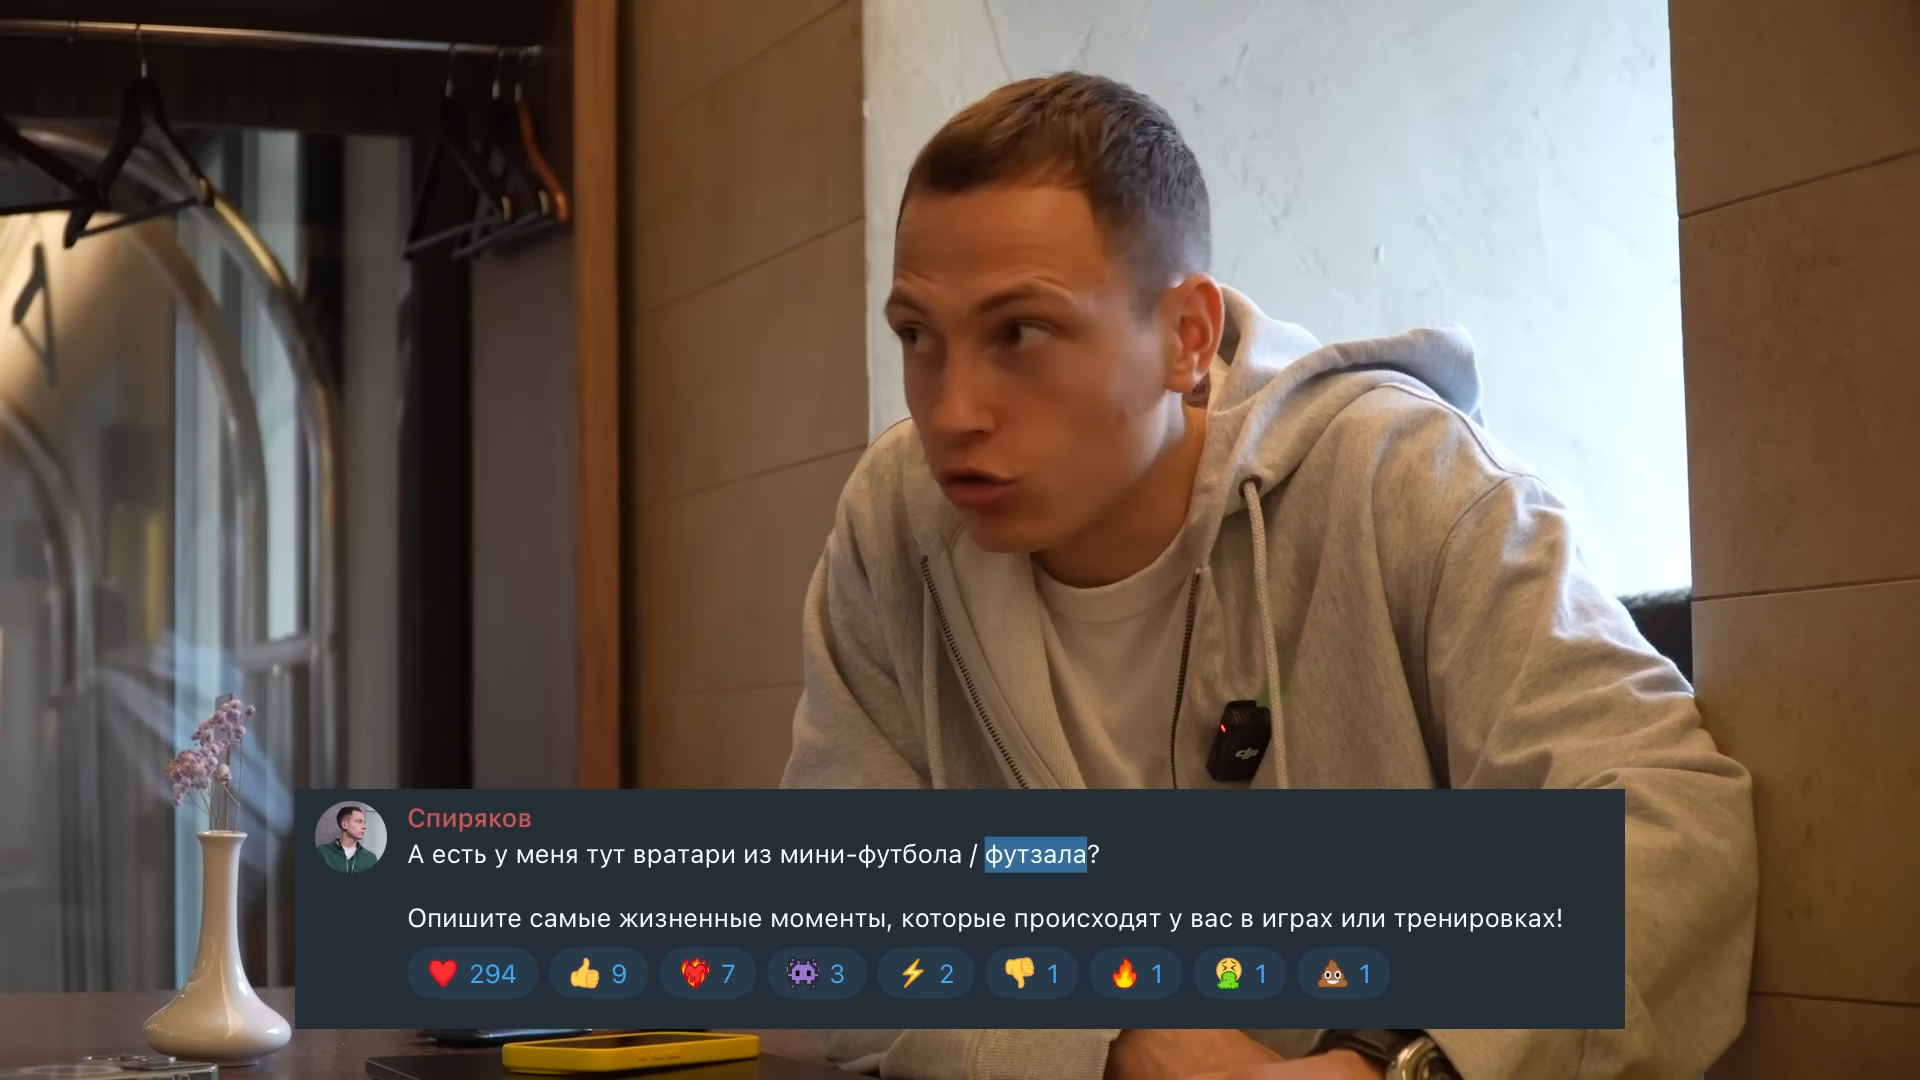 dji
Спиряков
А есть у меня тут вратари из мини-футбола / футзала?
Опишите самые жизненные моменты, которые происходят у вас в играх или тренировках!
294 9 7 3 2 1 1 1 1